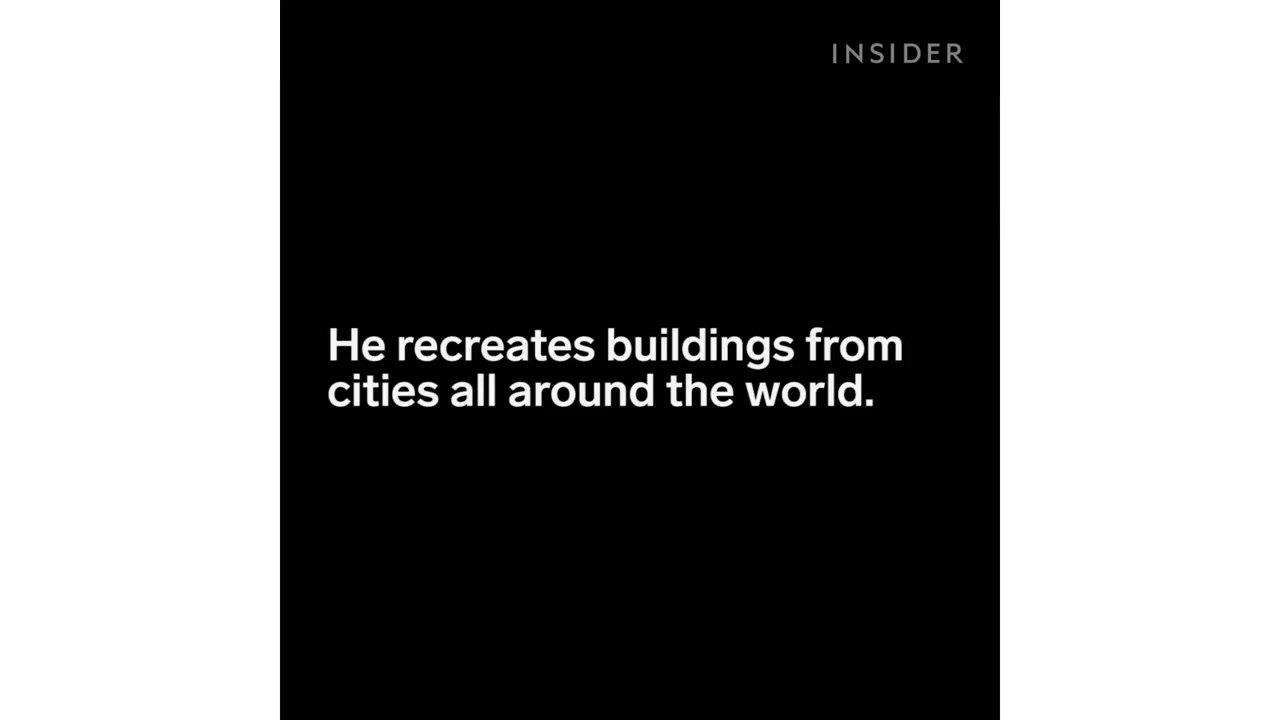 INSIDER
He recreates buildings from
cities all around the world.